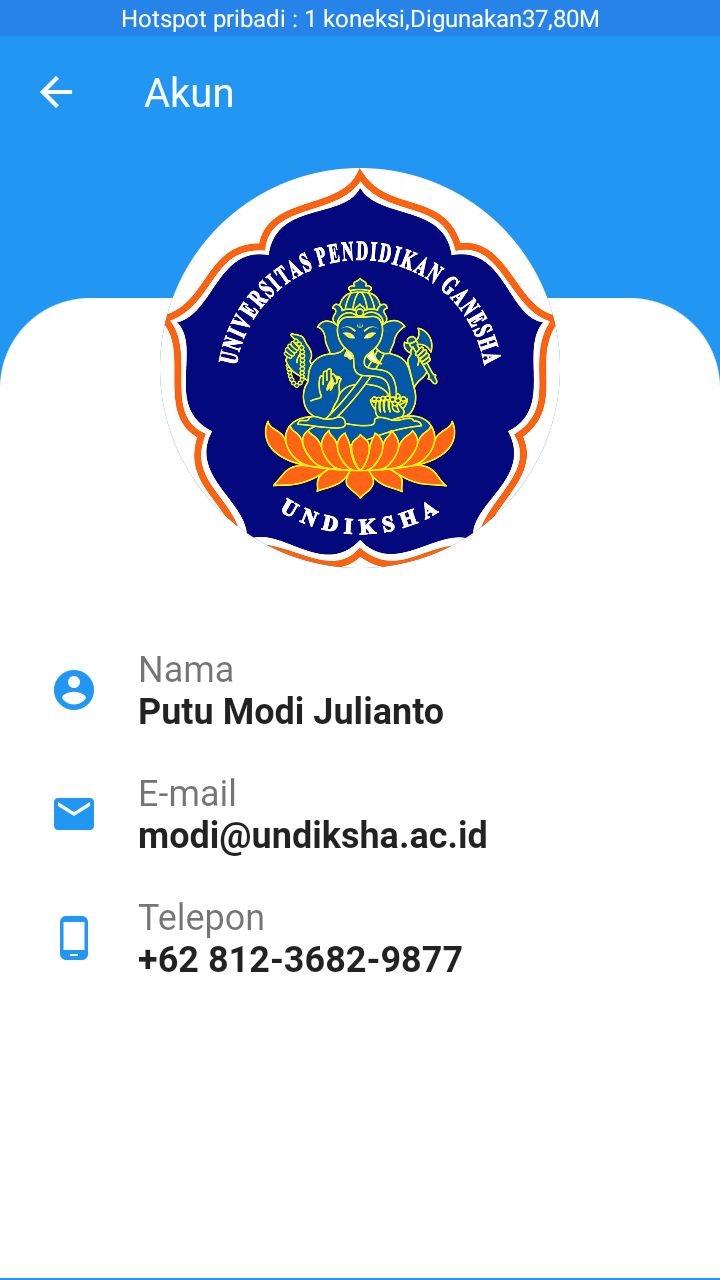 Hotspot pribadi : 1 koneksi,Digunakan37,80M
Akun
UNIVERSITAS PENDIDIKAN GANESHA
UNDIKSHA
Nama
Putu Modi Julianto
E-mail
modi@undiksha.ac.id
Telepon
+62 812-3682-9877